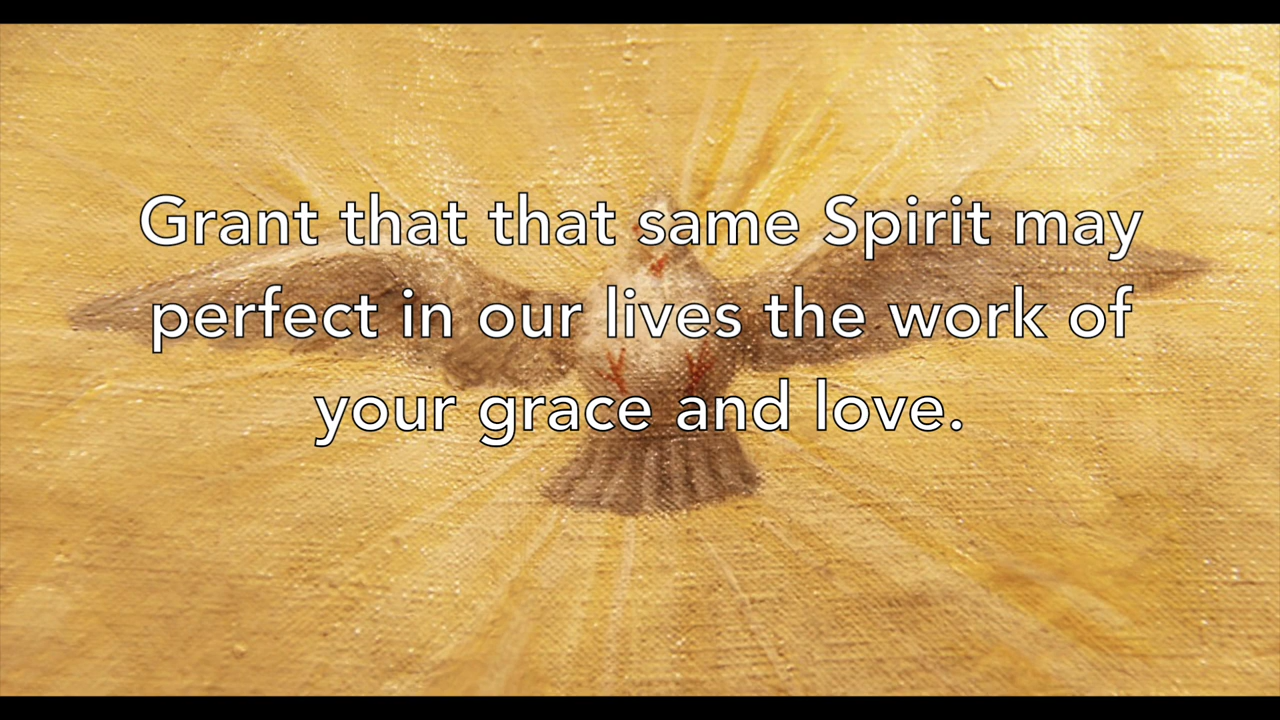 Grant that that same Spirit may
perfect in our lives the work of
your grace and love.